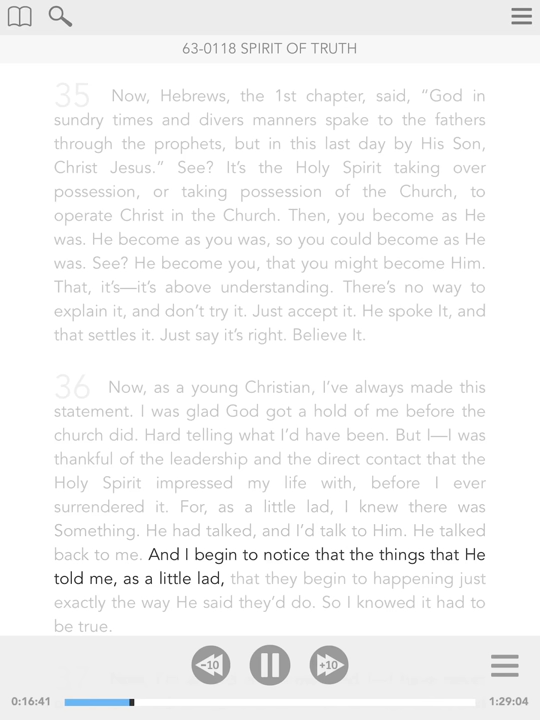 63-0118 SPIRIT OF TRUTH
35 Now, Hebrews, the 1st chapter, said, “God in
sundry times and divers manners spake to the fathers
through the prophets, but in this last day by His Son,
Christ Jesus.” See? It’s the Holy Spirit taking over
possession, or taking possession of the Church, to
operate Christ in the Church. Then, you become as He
was. He become as you was, so you could become as He
was. See? He become you, that you might become Him.
That, it’s—it’s above understanding. There’s no way to
explain it, and don’t try it. Just accept it. He spoke It, and
that settles it. Just say it’s right. Believe It.
36 Now, as a young Christian, I’ve always made this
statement. I was glad God got a hold of me before the
church did. Hard telling what I’d have been. But I—I was
thankful of the leadership and the direct contact that the
Holy Spirit impressed my life with, before I ever
surrendered it. For, as a little lad, I knew there was
Something. He had talked, and I’d talk to Him. He talked
back to me. And I begin to notice that the things that He
told me, as a little lad, that they begin to happening just
exactly the way He said they’d do. So I knowed it had to
be true.
-10
+10
0:16:41
1:29:04